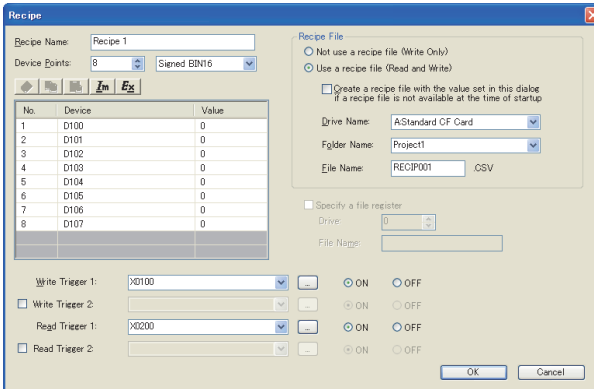 Recipe
Recipe Name: Recipe 1
Device Points: 8 Signed BIN16
Im Ex
No. Device Value
1 D100 0
2 D101 0
3 D102 0
4 D103 0
5 D104 0
6 D105 0
7 D106 0
8 D107 0
Recipe File
Not use a recipe file (Write Only)
Use a recipe file (Read and Write)
Create a recipe file with the value set in this dialog
if a recipe file is not available at the time of startup
Drive Name: A:Standard CF Card
Folder Name: Project1
File Name: RECIP001 .CSV
Specify a file register
Drive: 0
File Name:
Write Trigger 1: X0100 ... ON OFF
Write Trigger 2: ... ON OFF
Read Trigger 1: X0200 ... ON OFF
Read Trigger 2: ... ON OFF
OK Cancel